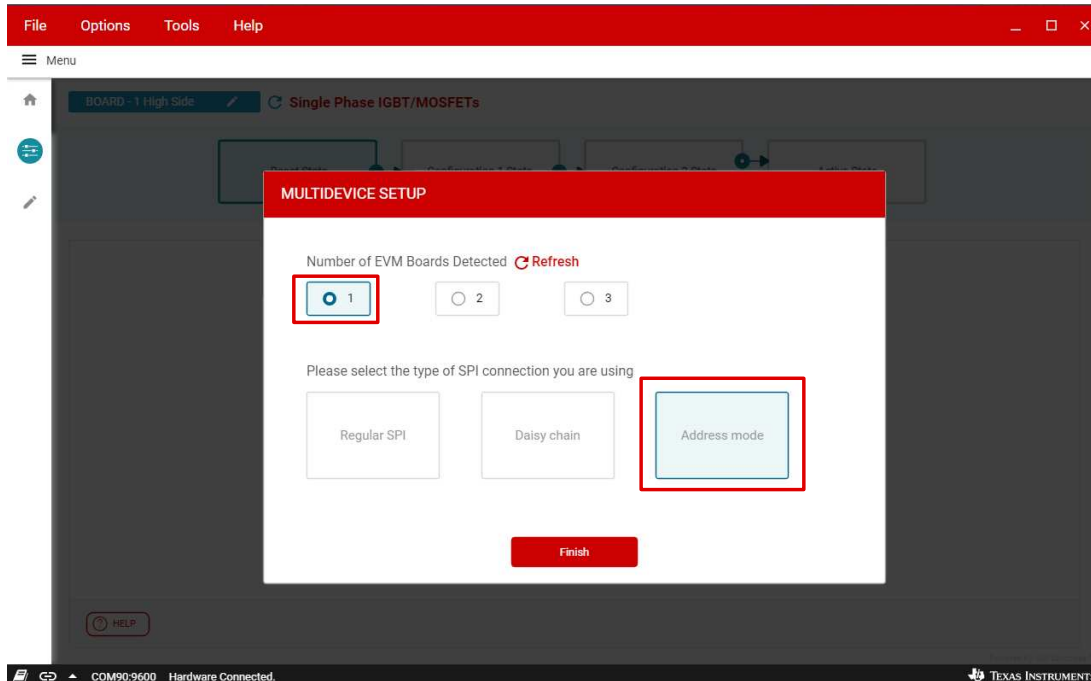 File Options Tools Help
Menu
BOARD - 1 High Side Single Phase IGBT/MOSFETs
MULTIDEVICE SETUP
Number of EVM Boards Detected Refresh
1 2 3
Please select the type of SPI connection you are using
Regular SPI Daisy chain Address mode
Finish
HELP
COM90:9600 Hardware Connected. TEXAS INSTRUMENT